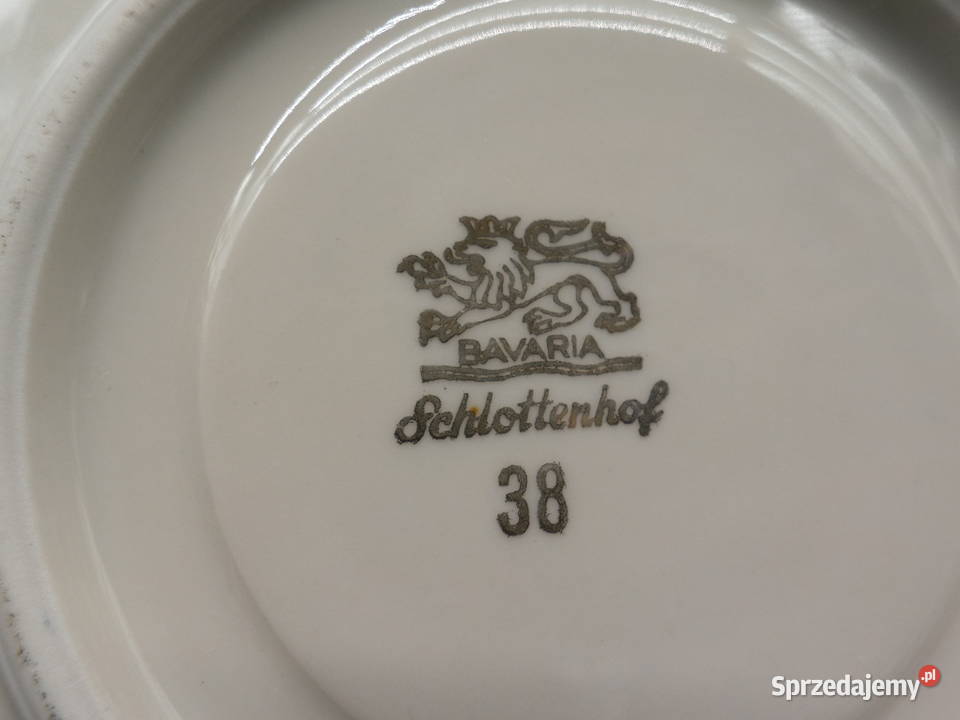 BAVARIA
Schlottenhof
38
Sprzedajemy.pl